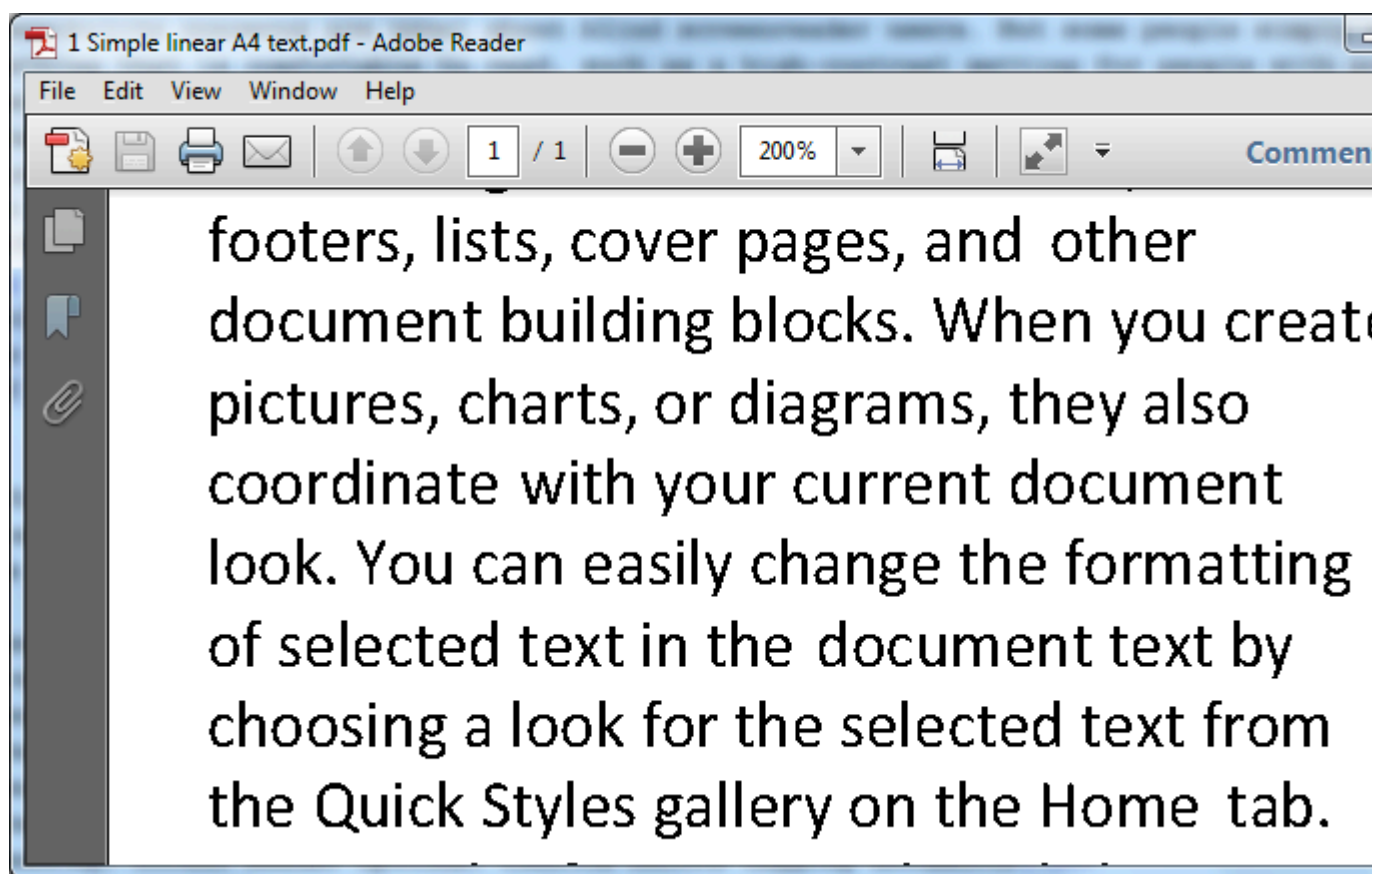 1 Simple linear A4 text.pdf - Adobe Reader
File Edit View Window Help
1 / 1 200% Commen
footers, lists, cover pages, and other
document building blocks. When you create
pictures, charts, or diagrams, they also
coordinate with your current document
look. You can easily change the formatting
of selected text in the document text by
choosing a look for the selected text from
the Quick Styles gallery on the Home tab.